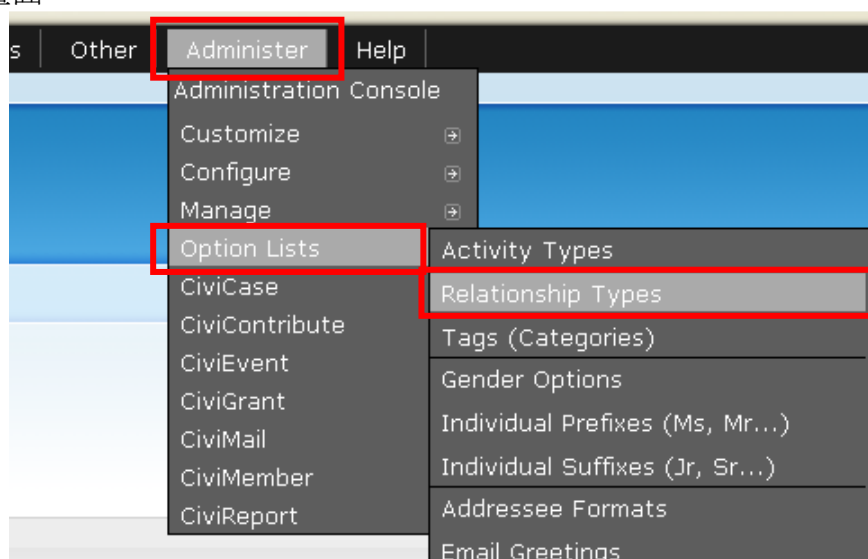 s Other Administer Help
Administration Console
Customize
Configure
Manage
Option Lists
CiviCase
CiviContribute
CiviEvent
CiviGrant
CiviMail
CiviMember
CiviReport
Activity Types
Relationship Types
Tags (Categories)
Gender Options
Individual Prefixes (Ms, Mr...)
Individual Suffixes (Jr, Sr...)
Addressee Formats
Email Greetings